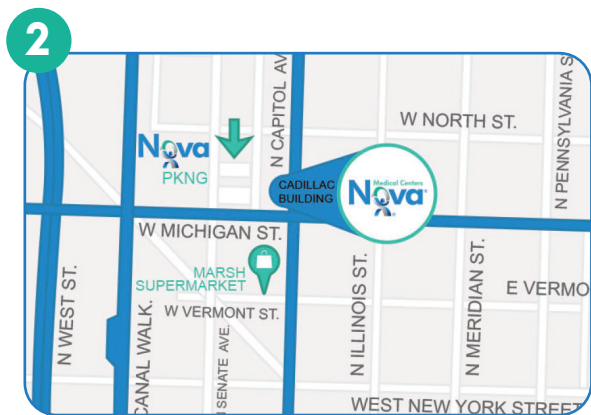 2
N CAPITOL AV
W NORTH ST.
N PENNSYLVANIA S
Nova
PKNG
CADILLAC
BUILDING
Medical Centers
Nova®
W MICHIGAN ST.
MARSH
SUPERMARKET
W VERMONT ST.
E VERMO
N WEST ST.
CANAL WALK.
N SENATE AVE.
N ILLINOIS ST.
N MERIDIAN ST.
WEST NEW YORK STREET